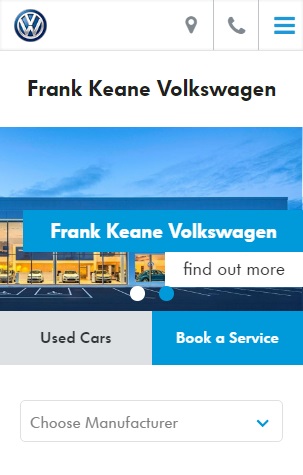 Frank Keane Volkswagen
Frank Keane Volkswagen
find out more
Used Cars
Book a Service
Choose Manufacturer